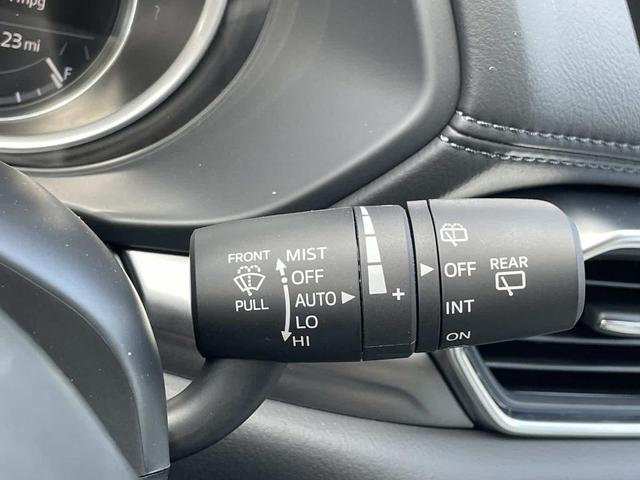 mpg
23 mi
F
FRONT
PULL
MIST
OFF
AUTO
LO
HI
+
OFF
INT
ON
REAR